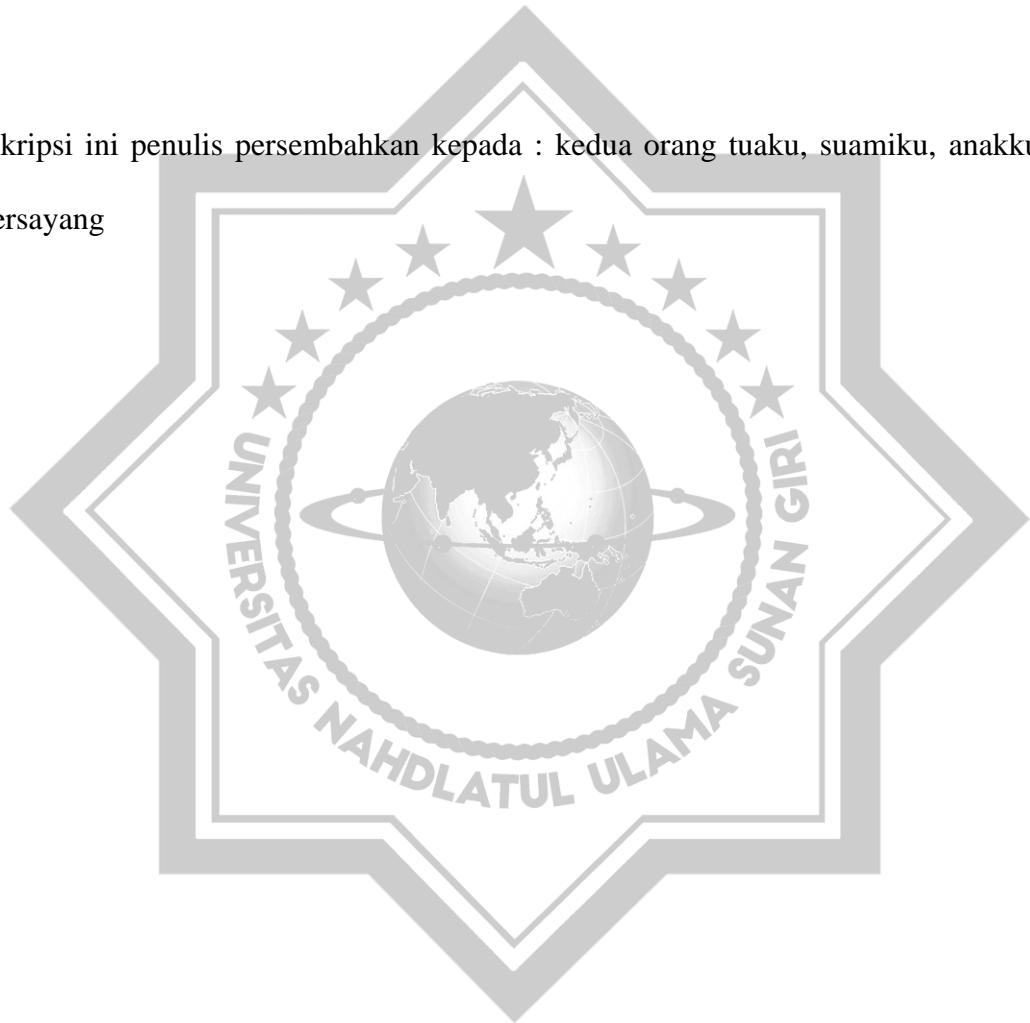 kripsi ini penulis persembahkan kepada : kedua orang tuaku, suamiku, anakku
ersayang
UNIVERSITAS NAHDLATUL ULAMA SUNAN GIRI